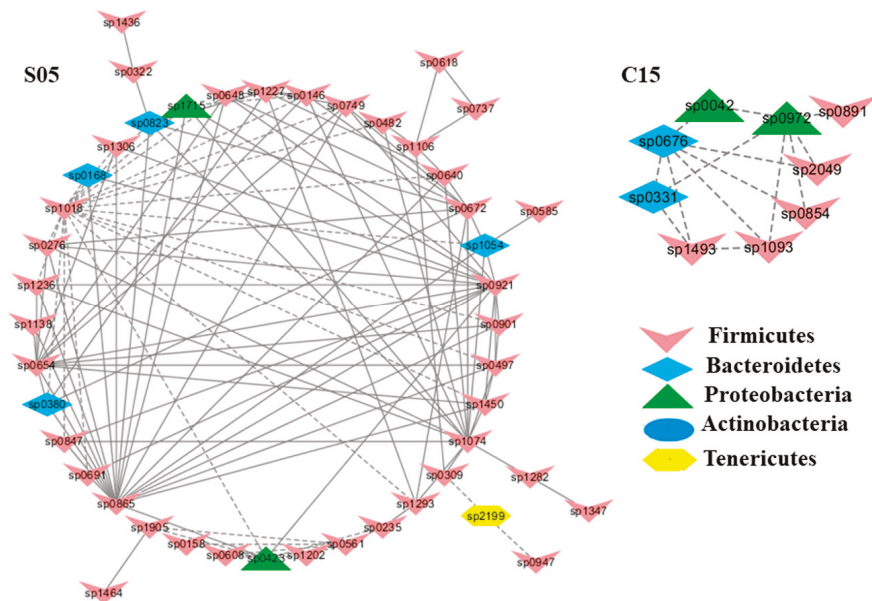 sp1436
S05
sp0322
sp0618
C15
sp0823
sp1715
sp0648
sp1227
sp0146
sp0749
sp0482
sp1106
sp0737
sp0042
sp0972
sp0891
sp1306
sp0676
sp0168
sp0640
sp2049
sp1018
sp0672
sp0585
sp0331
sp0854
sp0276
sp1054
sp1493
sp1093
sp1236
sp0921
sp1138
sp0901
Firmicutes
sp0654
sp0497
Bacteroidetes
sp0380
sp1450
Proteobacteria
sp0847
sp1074
Actinobacteria
sp0691
sp0309
sp1282
Tenericutes
sp0865
sp1293
sp1347
sp1905
sp0235
sp2199
sp0158
sp0608
sp0423
sp1202
sp0561
sp0947
sp1464